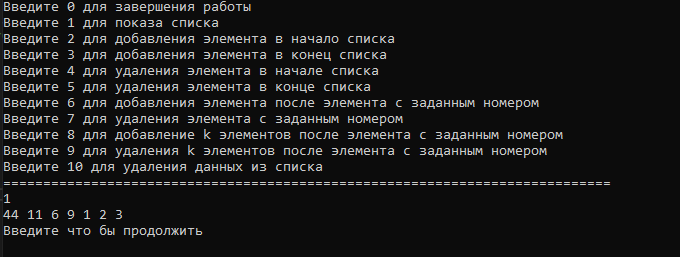 Введите 0 для завершения работы
Введите 1 для показа списка
Введите 2 для добавления элемента в начало списка
Введите 3 для добавления элемента в конец списка
Введите 4 для удаления элемента в начале списка
Введите 5 для удаления элемента в конце списка
Введите 6 для добавления элемента после элемента с заданным номером
Введите 7 для удаления элемента с заданным номером
Введите 8 для добавление k элементов после элемента с заданным номером
Введите 9 для удаления k элементов после элемента с заданным номером
Введите 10 для удаления данных из списка
============================================================================
1
44 11 6 9 1 2 3
Введите что бы продолжить